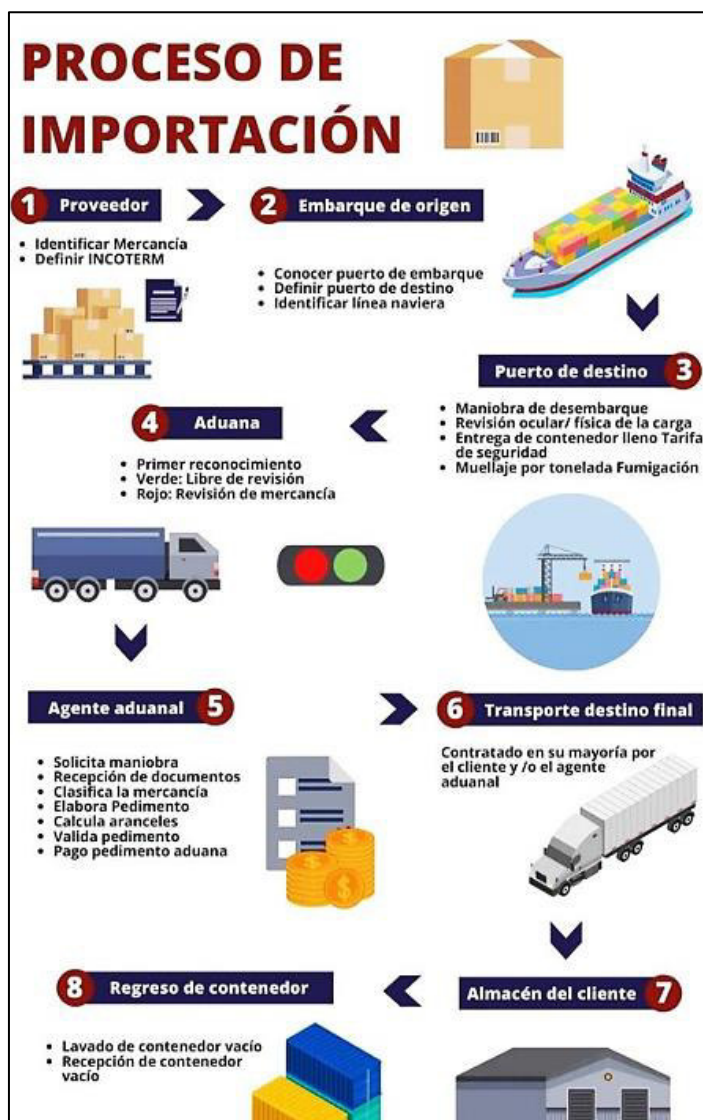 PROCESO DE
IMPORTACIÓN
1 Proveedor
• Identificar Mercancía
• Definir INCOTERM
2 Embarque de origen
• Conocer puerto de embarque
• Definir puerto de destino
• Identificar línea naviera
Puerto de destino 3
• Maniobra de desembarque
• Revisión ocular/ física de la carga
• Entrega de contenedor lleno Tarifa
de seguridad
• Muellaje por tonelada Fumigación
4 Aduana
• Primer reconocimiento
• Verde: Libre de revisión
• Rojo: Revisión de mercancía
Agente aduanal 5
• Solicita maniobra
• Recepción de documentos
• Clasifica la mercancía
• Elabora Pedimento
• Calcula aranceles
• Valida pedimento
• Pago pedimento aduana
6 Transporte destino final
Contratado en su mayoría por
el cliente y /o el agente
aduanal
Almacén del cliente 7
8 Regreso de contenedor
• Lavado de contenedor vacío
• Recepción de contenedor
vacío